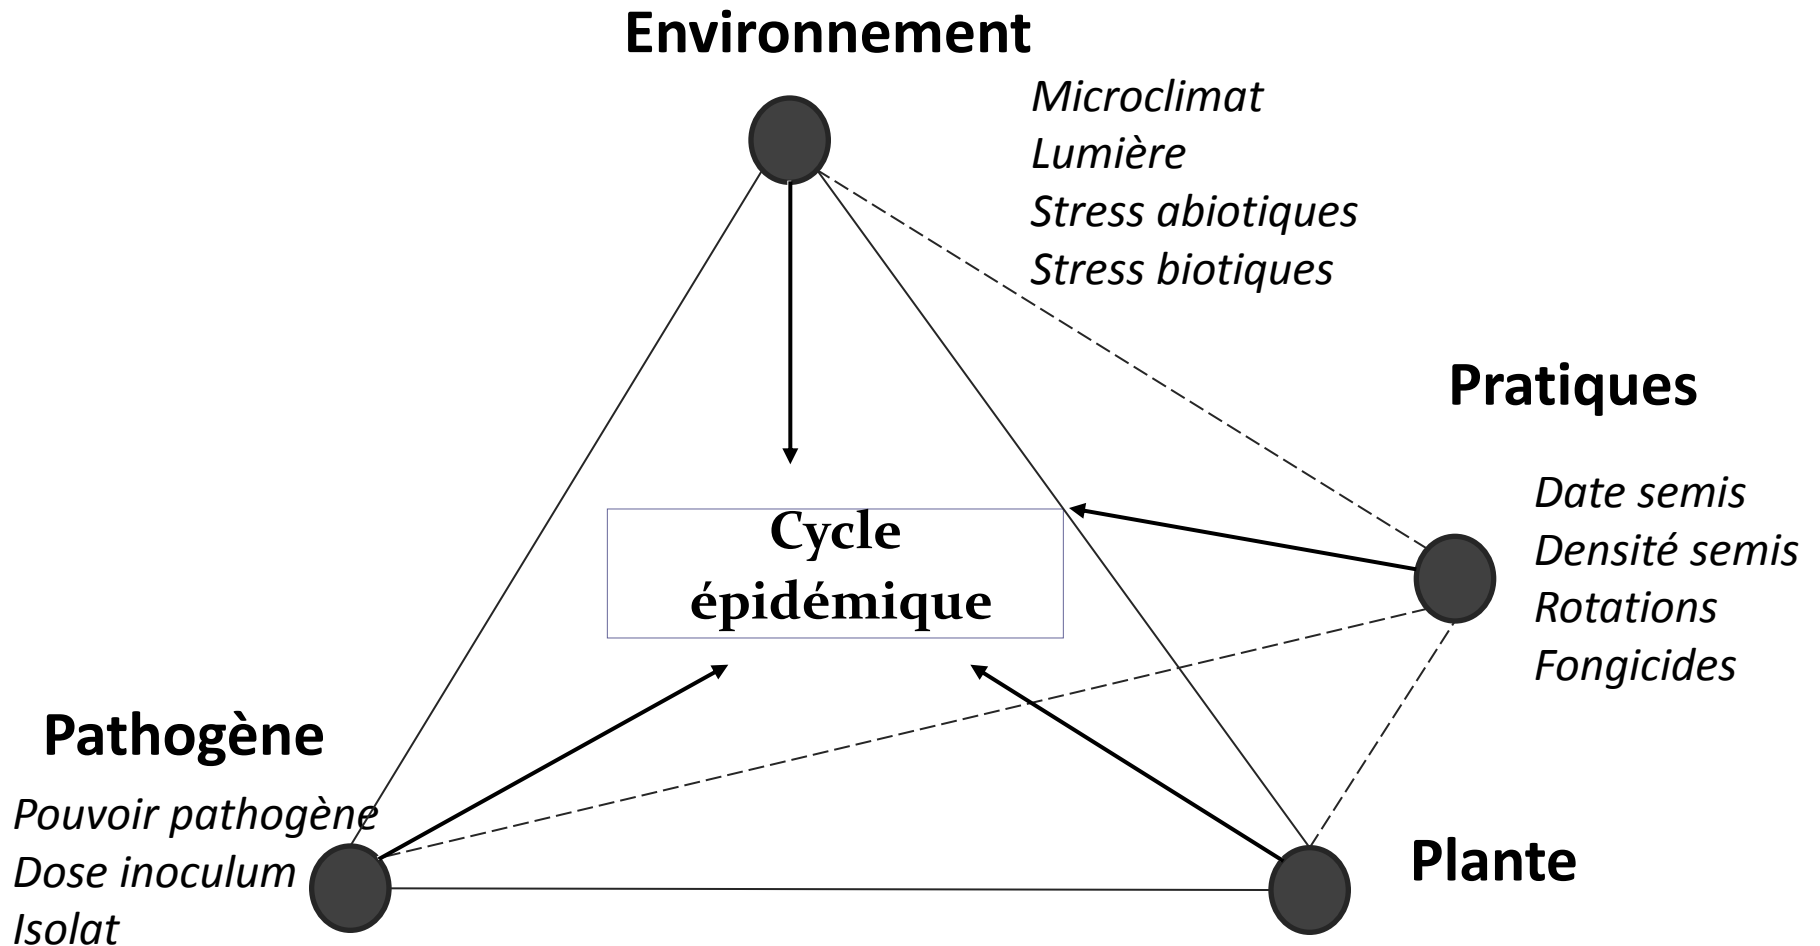 Environnement
Microclimat
Lumière
Stress abiotiques
Stress biotiques
Pratiques
Date semis
Densité semis
Rotations
Fongicides
Cycle
épidémique
Pathogène
Pouvoir pathogène
Dose inoculum
Isolat
Plante